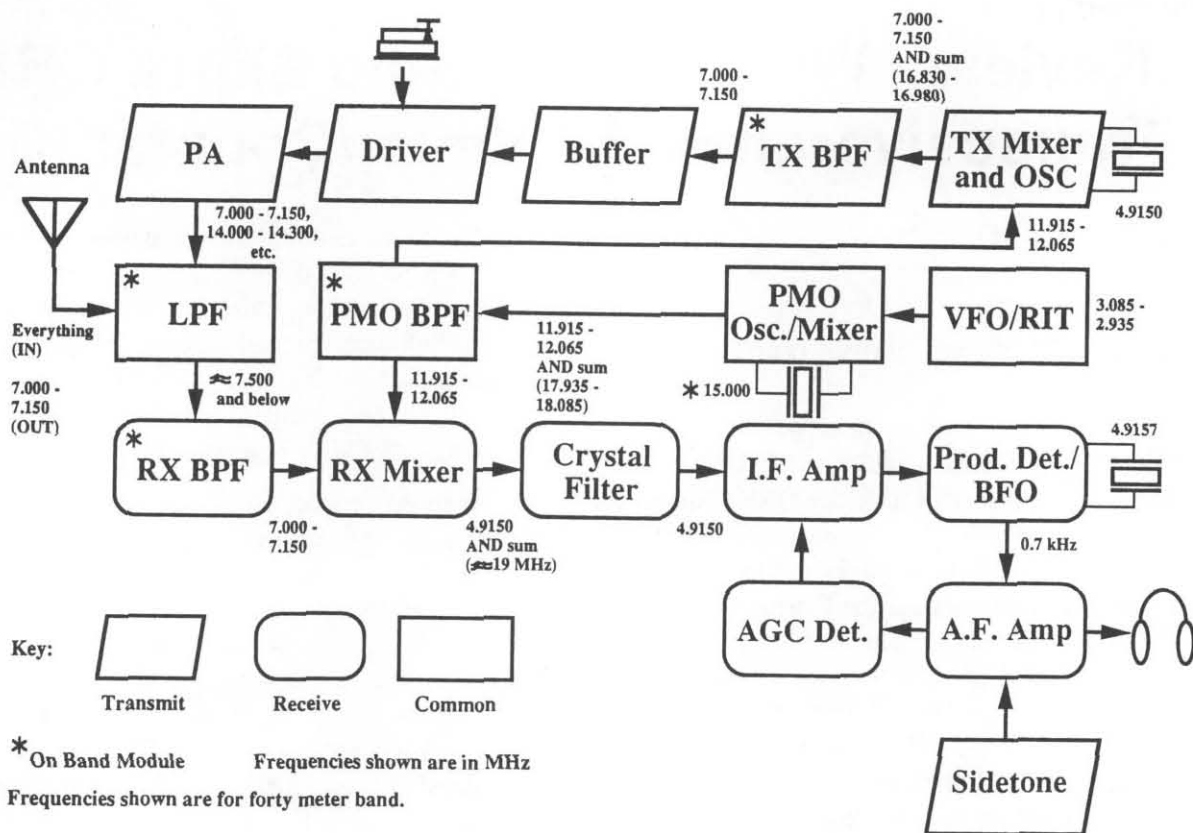 7.000 -
7.150
AND sum
(16.830 -
16.980)
7.000 -
7.150
*
PA
Driver
Buffer
TX BPF
TX Mixer
and OSC
4.9150
Antenna
7.000 - 7.150,
14.000 - 14.300,
etc.
11.915 -
12.065
*
LPF
*
PMO BPF
PMO
Osc./Mixer
VFO/RIT
3.085 -
2.935
Everything
(IN)
7.000 -
7.150
(OUT)
≈ 7.500
and below
11.915 -
12.065
11.915 -
12.065
AND sum
(17.935 -
18.085)
* 15.000
*
RX BPF
RX Mixer
Crystal
Filter
I.F. Amp
Prod. Det./
BFO
4.9157
7.000 -
7.150
4.9150
AND sum
(≈19 MHz)
4.9150
0.7 kHz
AGC Det.
A.F. Amp
Key:
Transmit
Receive
Common
* On Band Module
Frequencies shown are in MHz
Frequencies shown are for forty meter band.
Sidetone